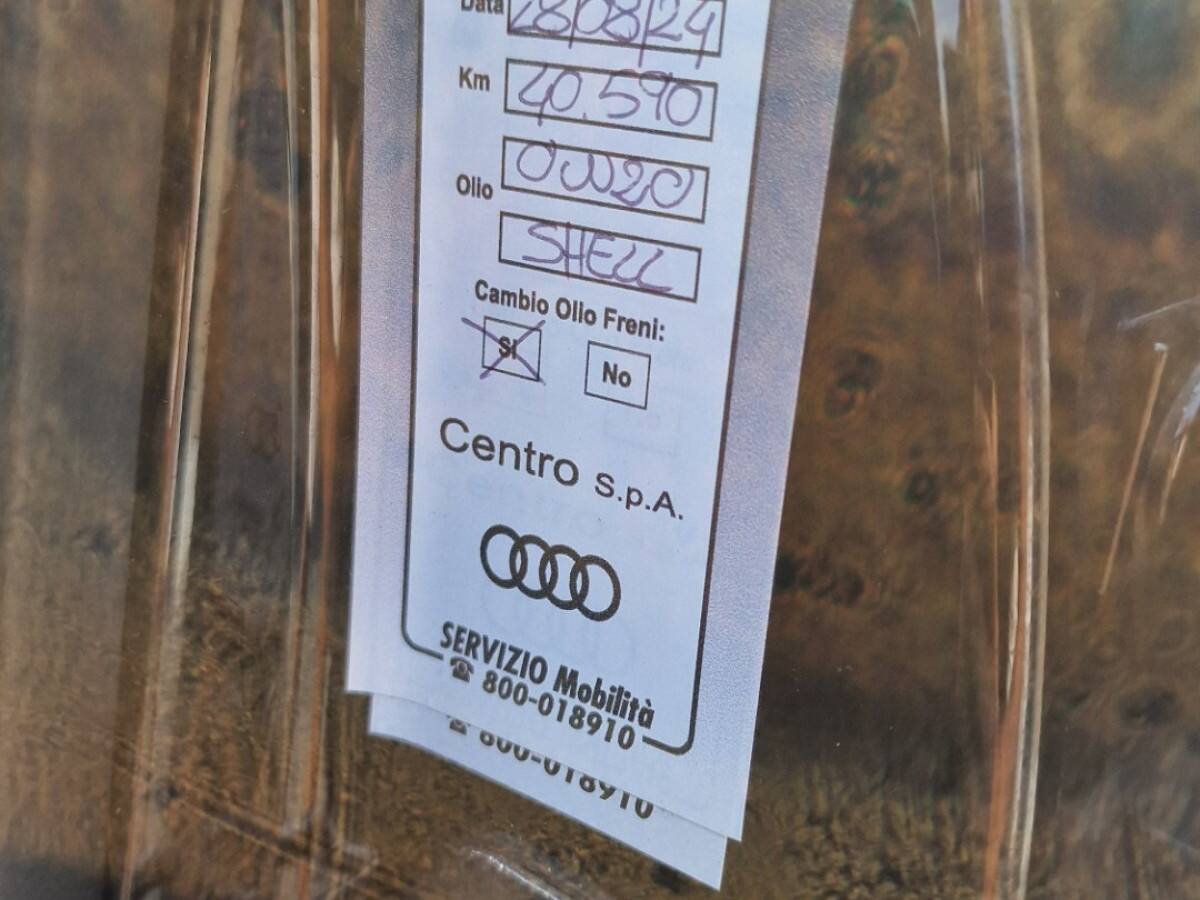 Data 28/08/24
Km 40.590
Olio 0W20
SHELL
Cambio Olio Freni:
Si No
Centro S.p.A.
SERVIZIO Mobilità
☎ 800-018910
☎ 800-018910